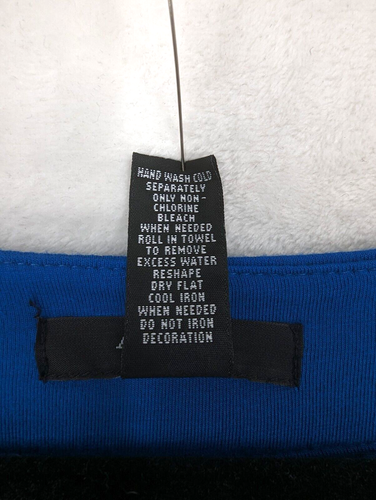 HAND WASH COLD
SEPARATELY
ONLY NON-
CHLORINE
BLEACH
WHEN NEEDED
ROLL IN TOWEL
TO REMOVE
EXCESS WATER
RESHAPE
DRY FLAT
COOL IRON
WHEN NEEDED
DO NOT IRON
DECORATION